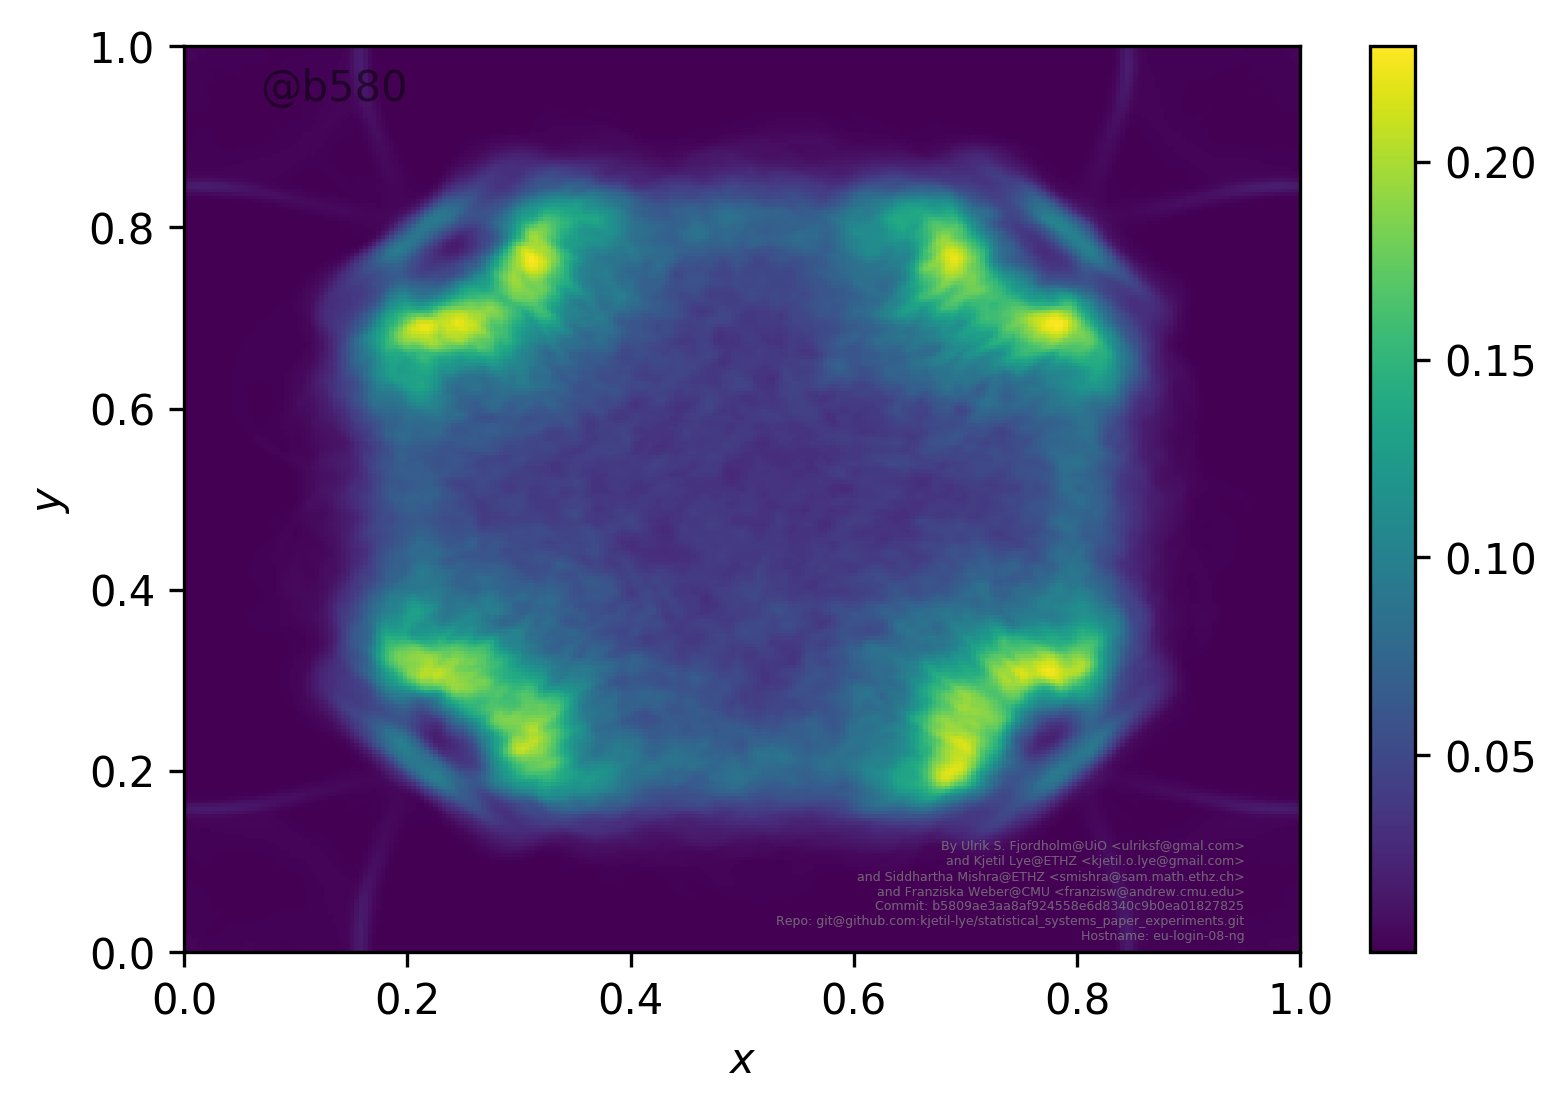 @b580
1.0
0.8
0.6
0.4
0.2
0.0
y
0.0 0.2 0.4 0.6 0.8 1.0
x
0.20
0.15
0.10
0.05
By Ulrik S. Fjordholm@UiO <ulriksf@gmal.com>
and Kjetil Lye@ETHZ <kjetil.o.lye@gmail.com>
and Siddhartha Mishra@ETHZ <smishra@sam.math.ethz.ch>
and Franziska Weber@CMU <franzisw@andrew.cmu.edu>
Commit: b5809ae3aa8af924558e6d8340c9b0ea01827825
Repo: git@github.com:kjetil-lye/statistical_systems_paper_experiments.git
Hostname: eu-login-08-ng